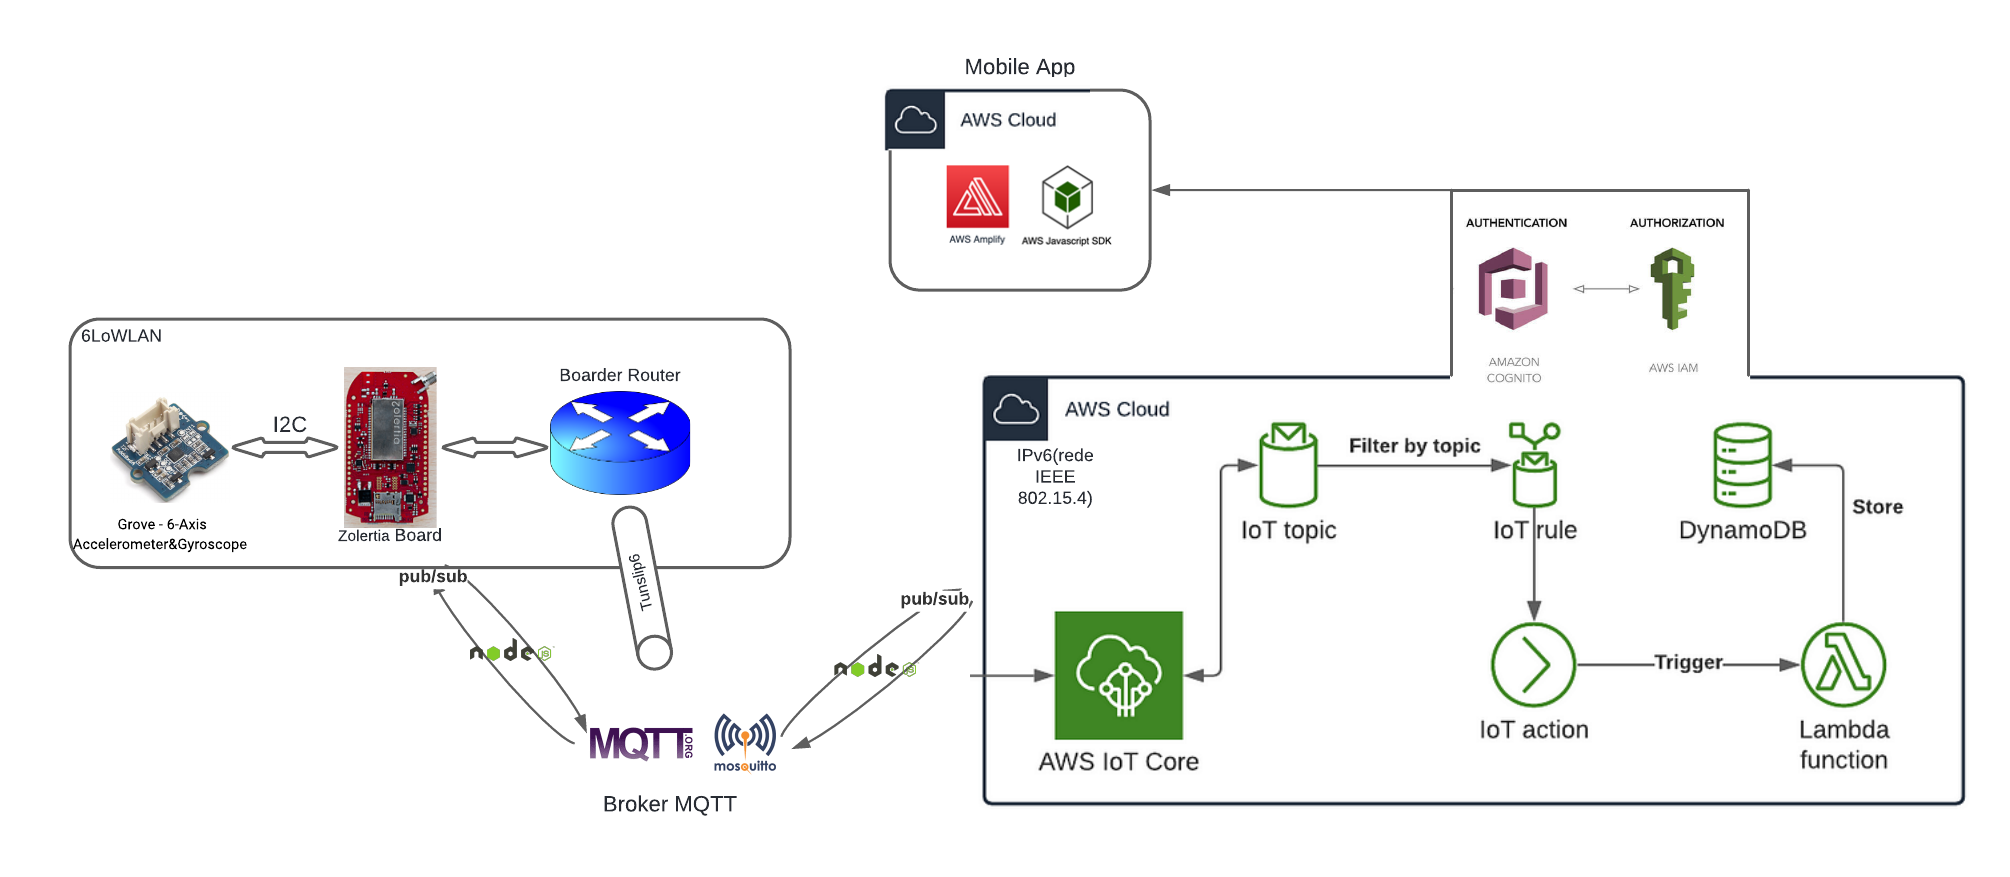 Mobile App
AWS Cloud
AWS Amplify
AWS Javascript SDK
AUTHENTICATION
AUTHORIZATION
AMAZON
COGNITO
AWS IAM
6LoWLAN
I2C
Grove - 6-Axis
Accelerometer&Gyroscope
Zolertia
Zolertia Board
Boarder Router
Tunslip6
pub/sub
node
JS
MQTT
.ORG
mosquitto
Broker MQTT
pub/sub
node
JS
AWS Cloud
IPv6(rede
IEEE
802.15.4)
AWS IoT Core
IoT topic
Filter by topic
IoT rule
IoT action
Trigger
Lambda
function
Store
DynamoDB